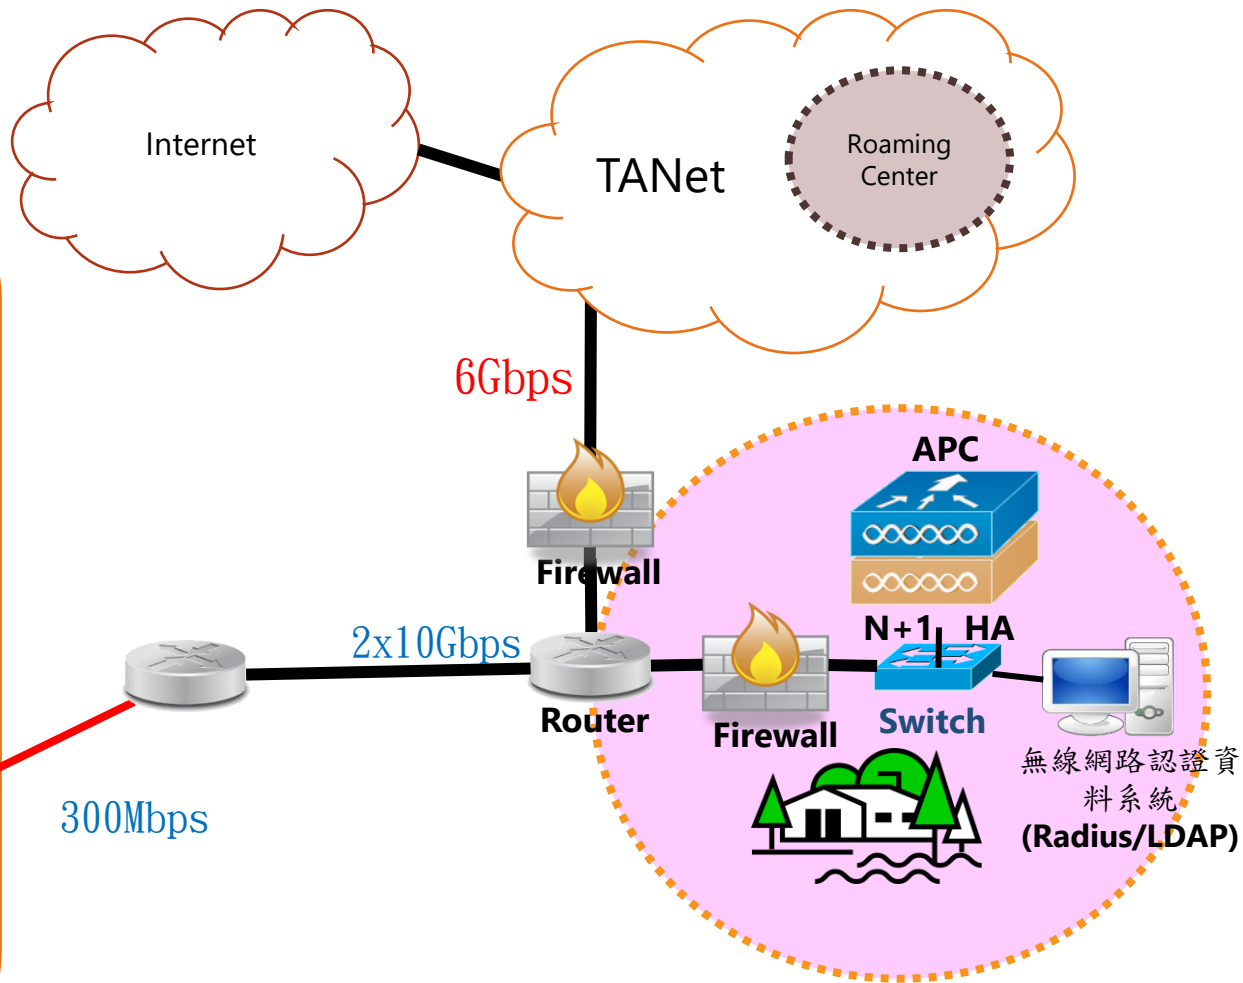 Internet
TANet
Roaming
Center
6Gbps
APC
Firewall
N+1 HA
2x10Gbps
Router
Firewall
Switch
無線網路認證資
料系統
(Radius/LDAP)
300Mbps